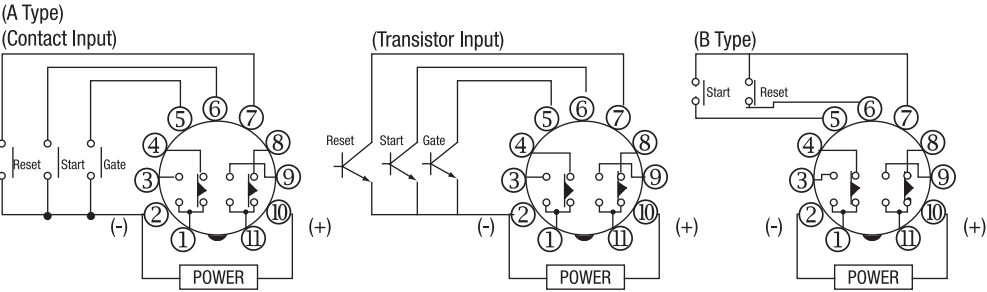 (A Type)
(Contact Input)
Reset Start Gate
5 6 7
4 8
3 9
2 10
1 11
(-) (+)
POWER
(Transistor Input)
Reset Start Gate
5 6 7
4 8
3 9
2 10
1 11
(-) (+)
POWER
(B Type)
Start Reset
5 6 7
4 8
3 9
2 10
1 11
(-) (+)
POWER